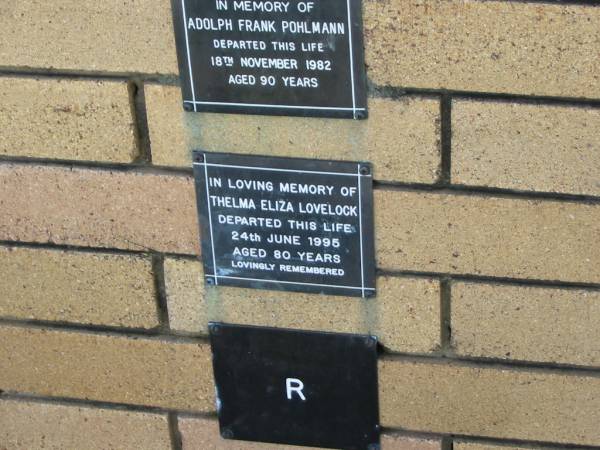 IN MEMORY OF
ADOLPH FRANK POHLMANN
DEPARTED THIS LIFE
18TH NOVEMBER 1982
AGED 90 YEARS
IN LOVING MEMORY OF
THELMA ELIZA LOVELOCK
DEPARTED THIS LIFE
24th JUNE 1995
AGED 80 YEARS
LOVINGLY REMEMBERED
R